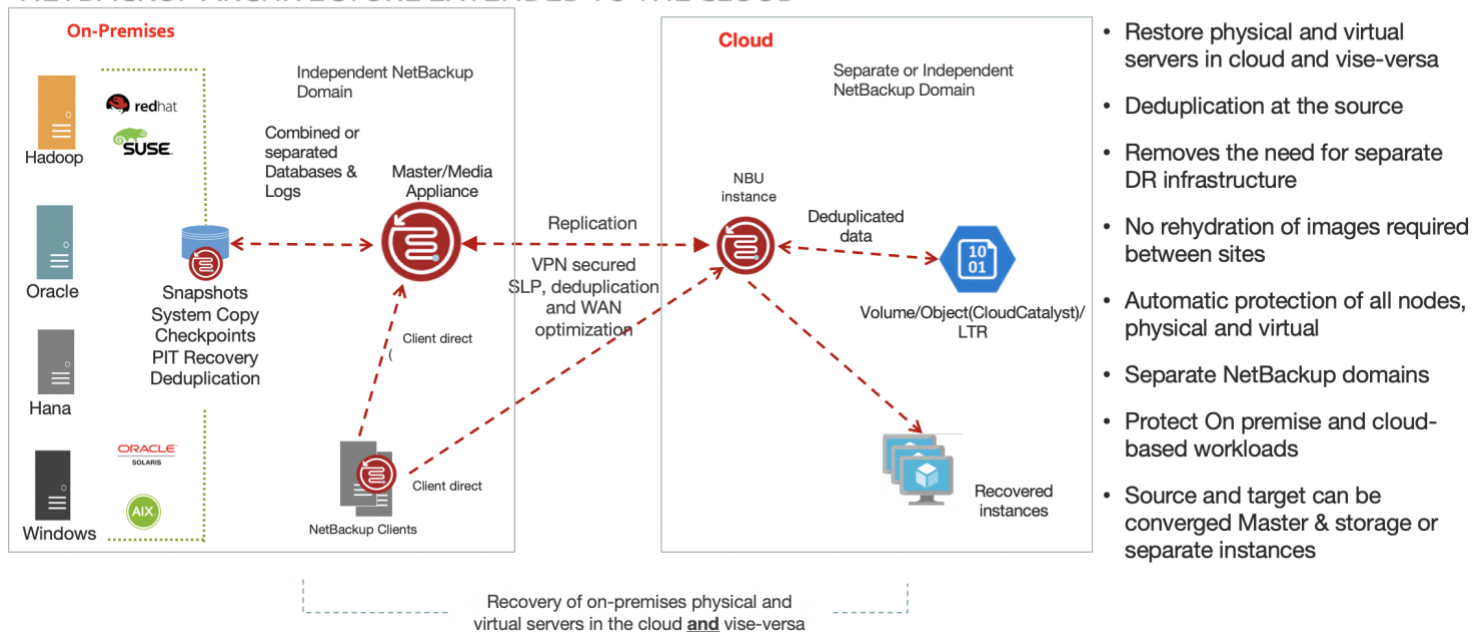 NETBACKUP ARCHITECTURE EXTENDED TO THE CLOUD
On-Premises
redhat
SUSE
Hadoop
Oracle
Hana
Windows
ORACLE
SOLARIS
AIX
Snapshots
System Copy
Checkpoints
PIT Recovery
Deduplication
Independent NetBackup
Domain
Combined or
separated
Databases &
Logs
Master/Media
Appliance
Client direct
(
Client direct
NetBackup Clients
Replication
VPN secured
SLP, deduplication
and WAN
optimization
Cloud
Separate or Independent
NetBackup Domain
NBU
instance
Deduplicated
data
10
01
Volume/Object(CloudCatalyst)/
LTR
Recovered
instances
Recovery of on-premises physical and
virtual servers in the cloud and vise-versa
• Restore physical and virtual
servers in cloud and vise-versa
• Deduplication at the source
• Removes the need for separate
DR infrastructure
• No rehydration of images required
between sites
• Automatic protection of all nodes,
physical and virtual
• Separate NetBackup domains
• Protect On premise and cloud-
based workloads
• Source and target can be
converged Master & storage or
separate instances